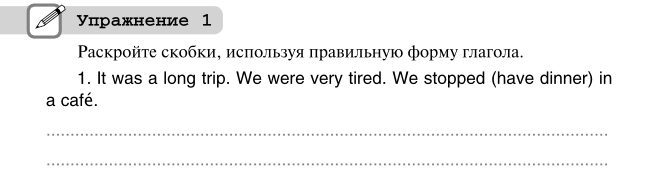 Упражнение 1
Раскройте скобки, используя правильную форму глагола.
1. It was a long trip. We were very tired. We stopped (have dinner) in
a café.